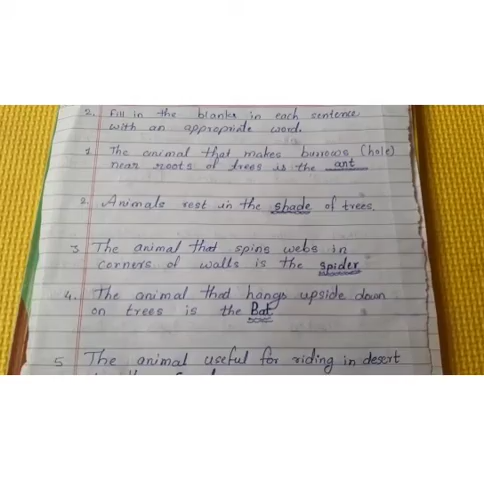 2. Fill in the blanks in each sentence
with an appropriate word.
1. The animal that makes burrows (hole)
near roots of trees is the ant
2. Animals rest in the shade of trees
3. The animal that spins webs in
corners of walls is the spider
4. The animal that hangs upside down
on trees is the Bat
5 The animal useful for riding in desert